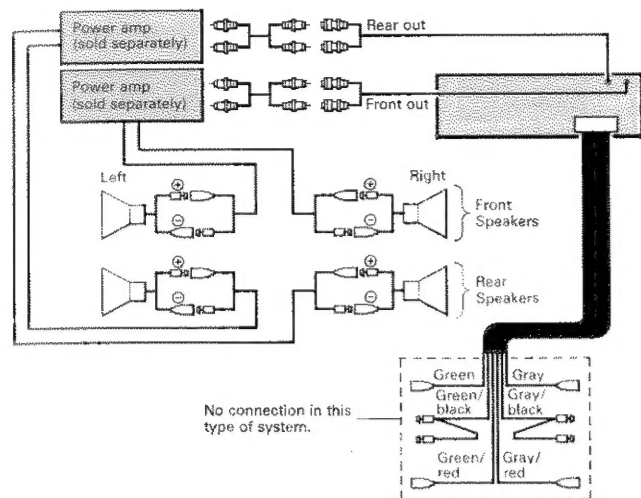 Power amp
(sold separately)
Rear out
Power amp
(sold separately)
Front out
Left
Right
⊕
⊕
Front
Speakers
⊖
⊖
⊕
⊕
Rear
Speakers
⊖
⊖
Green
Gray
Green/
black
Gray/
black
No connection in this
type of system.
Green/
red
Gray/
red